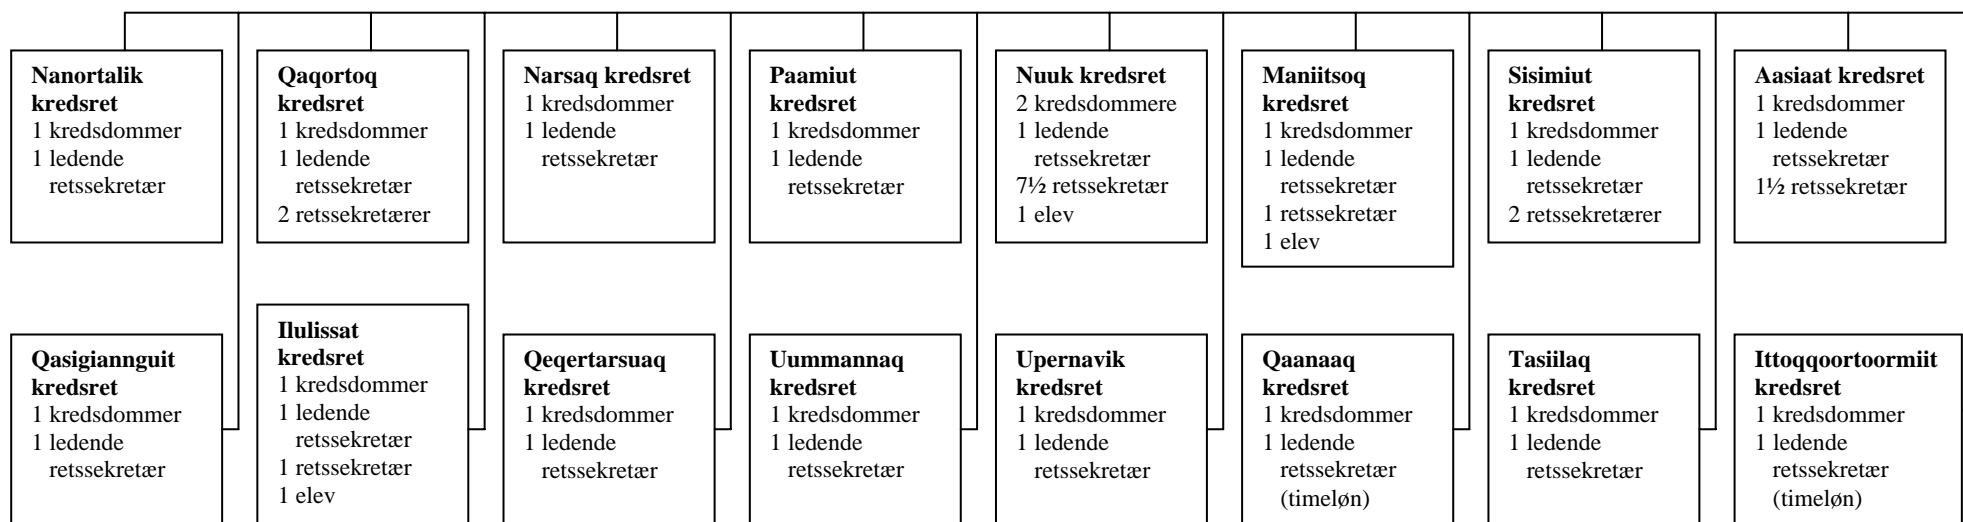 Nanortalik
kredsret
1 kredsdommer
1 ledende
retssekretær
Qaqortoq
kredsret
1 kredsdommer
1 ledende
retssekretær
2 retssekretærer
Narsaq kredsret
1 kredsdommer
1 ledende
retssekretær
Paamiut
kredsret
1 kredsdommer
1 ledende
retssekretær
Nuuk kredsret
2 kredsdommere
1 ledende
retssekretær
7½ retssekretær
1 elev
Maniitsoq
kredsret
1 kredsdommer
1 ledende
retssekretær
1 retssekretær
1 elev
Sisimiut
kredsret
1 kredsdommer
1 ledende
retssekretær
2 retssekretærer
Aasiaat kredsret
1 kredsdommer
1 ledende
retssekretær
1½ retssekretær
Qasigiannguit
kredsret
1 kredsdommer
1 ledende
retssekretær
Ilulissat
kredsret
1 kredsdommer
1 ledende
retssekretær
1 retssekretær
1 elev
Qeqertarsuaq
kredsret
1 kredsdommer
1 ledende
retssekretær
Uummannaq
kredsret
1 kredsdommer
1 ledende
retssekretær
Upernavik
kredsret
1 kredsdommer
1 ledende
retssekretær
Qaanaaq
kredsret
1 kredsdommer
1 ledende
retssekretær
(timeløn)
Tasiilaq
kredsret
1 kredsdommer
1 ledende
retssekretær
Ittoqqoortoormiit
kredsret
1 kredsdommer
1 ledende
retssekretær
(timeløn)